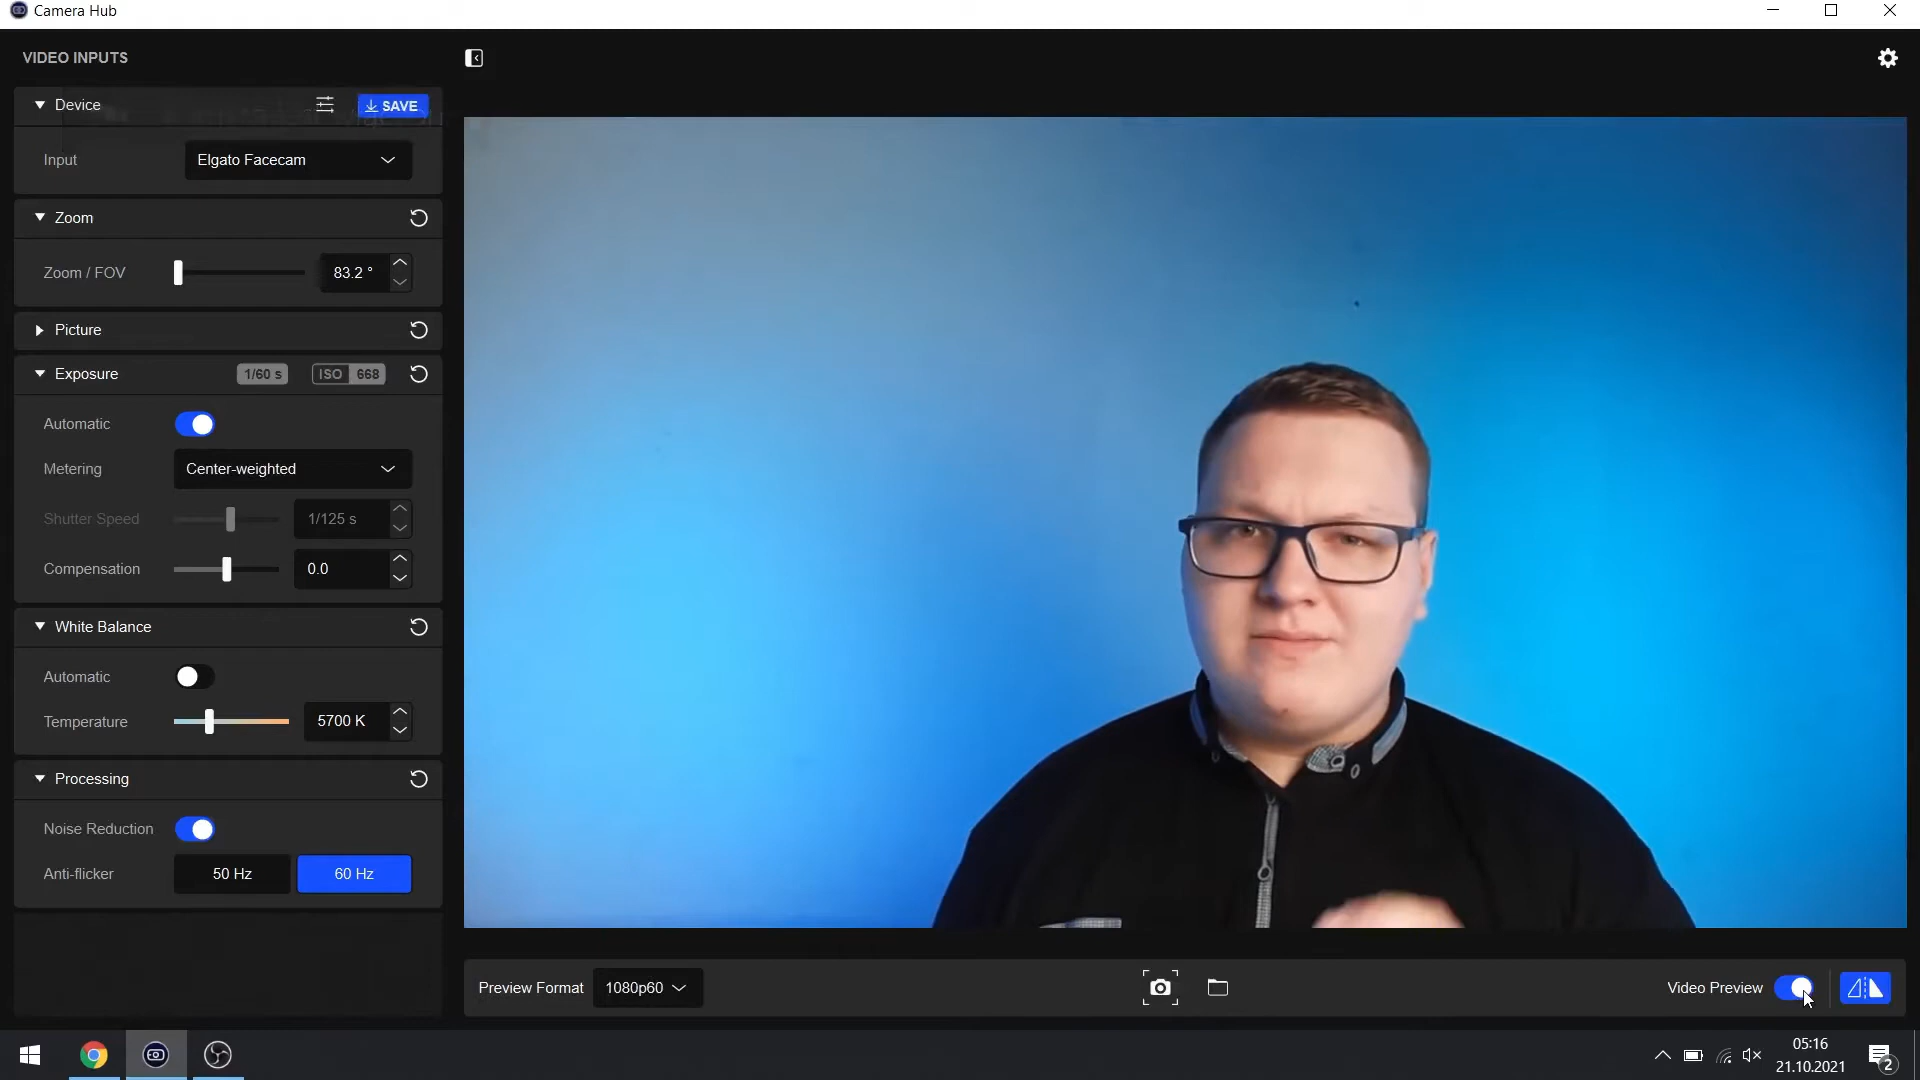 Camera Hub
VIDEO INPUTS
Device
SAVE
Input
Elgato Facecam
Zoom
Zoom / FOV
83.2 °
Picture
Exposure
1/60 s
ISO 668
Automatic
Metering
Center-weighted
Shutter Speed
1/125 s
Compensation
0.0
White Balance
Automatic
Temperature
5700 K
Processing
Noise Reduction
Anti-flicker
50 Hz
60 Hz
Preview Format
1080p60
Video Preview
05:16
21.10.2021
2